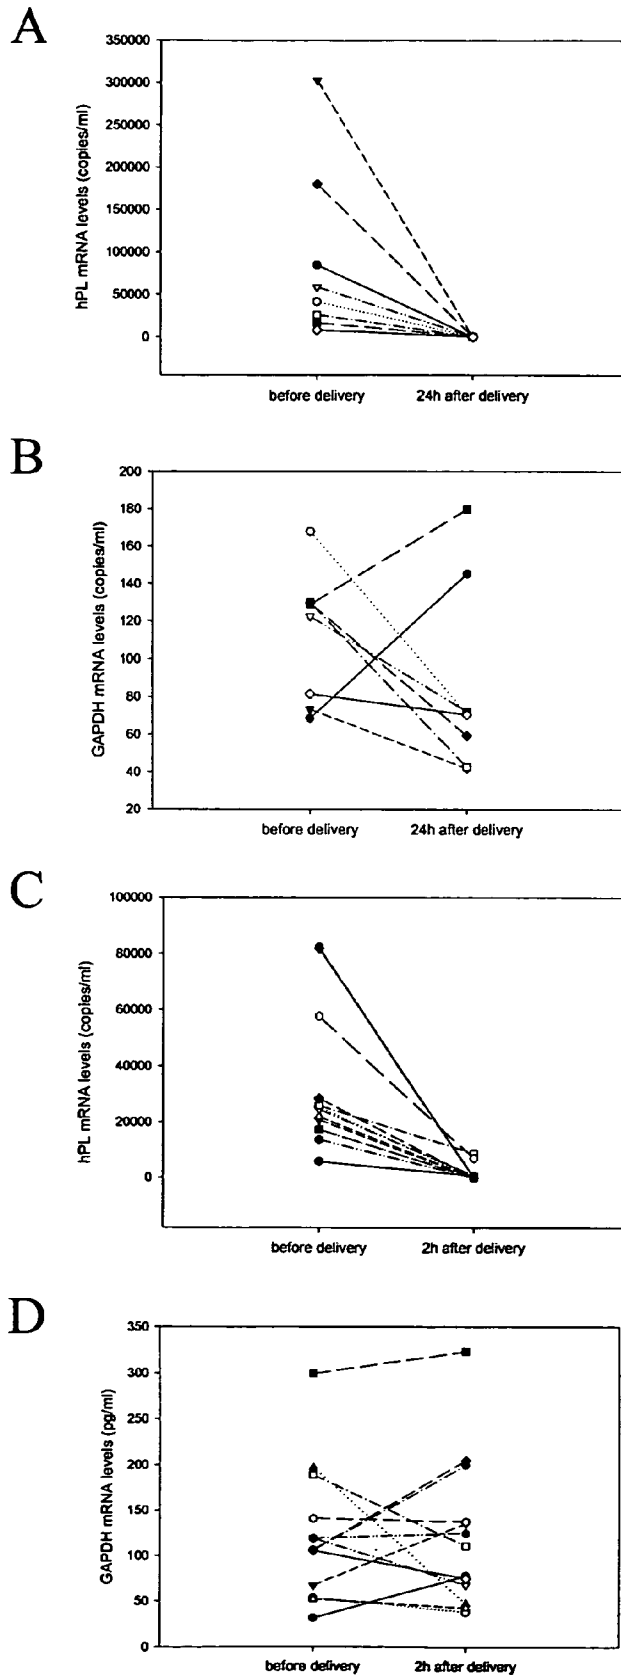 A
hPL mRNA levels (copies/ml)
350000
300000
250000
200000
150000
100000
50000
0
before delivery 24h after delivery
B
GAPDH mRNA levels (copies/ml)
200
180
160
140
120
100
80
60
40
20
before delivery 24h after delivery
C
hPL mRNA levels (copies/ml)
100000
80000
60000
40000
20000
0
before delivery 2h after delivery
D
GAPDH mRNA levels (pg/ml)
350
300
250
200
150
100
50
0
before delivery 2h after delivery